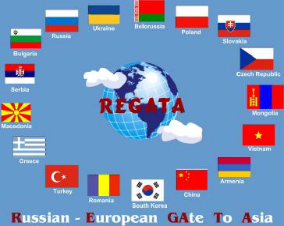 Ukraine
Belorussia
Russia
Poland
Bulgaria
Slovakia
Czech Republic
Serbia
REGATA
Mongolia
Macedonia
Vietnam
Greece
Armenia
Turkey
Romania
South Korea
China
Russian - European GAte To Asia